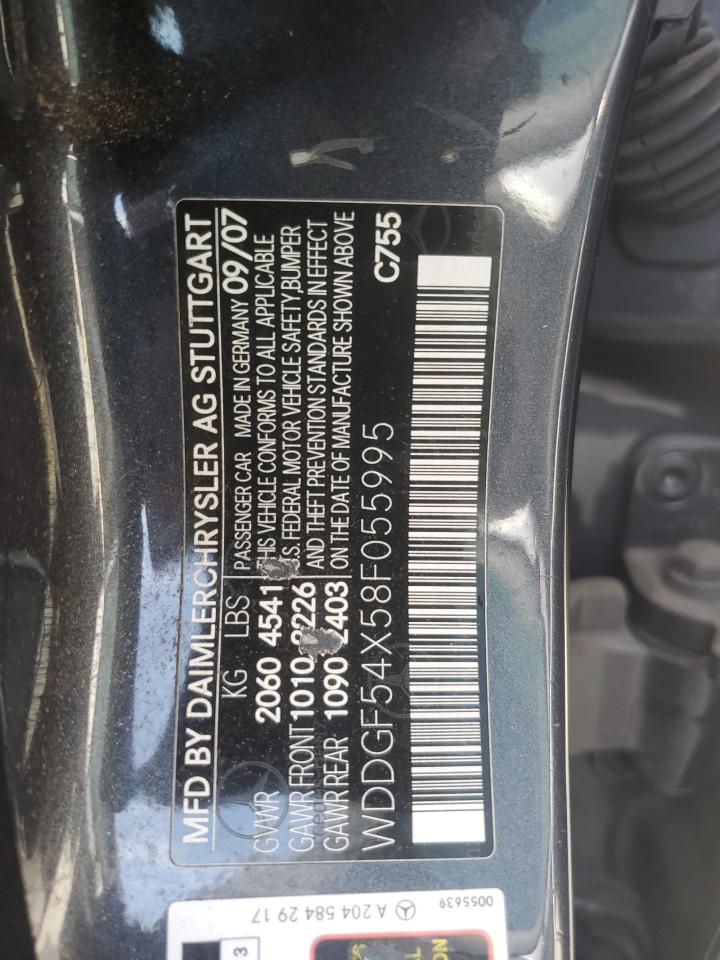 MFD BY DAIMLERCHRYSLER AG STUTTGART
KG LBS PASSENGER CAR MADE IN GERMANY 09/07
GVWR 2060 4541 THIS VEHICLE CONFORMS TO ALL APPLICABLE
GAWR FRONT 1010 2226 U.S. FEDERAL MOTOR VEHICLE SAFETY,BUMPER
AND THEFT PREVENTION STANDARDS IN EFFECT
GAWR REAR 1090 2403 ON THE DATE OF MANUFACTURE SHOWN ABOVE
WDDGF54X58F055995 C755
A 204 584 29 17 0055639
3